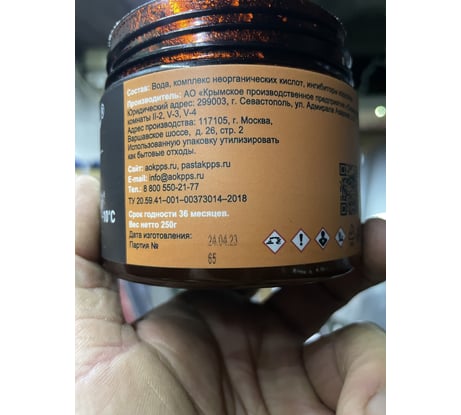 Состав: Вода, комплекс неорганических кислот, ингибиторы
Производитель: АО «Крымское производственное предприятие
Юридический адрес: 299003, г. Севастополь, ул. Адмирала
комнаты II-2, V-3, V-4
Адрес производства: 117105, г. Москва,
Варшавское шоссе, д. 26, стр. 2
Использованную упаковку утилизировать
как бытовые отходы.
Сайт: aokpps.ru, pastakpps.ru
E-mail: info@aokpps.ru
Тел.: 8 800 550-21-77
ТУ 20.59.41–001–00373014–2018
Срок годности 36 месяцев.
Вес нетто 250г
Дата изготовления: 24.04.23
Партия № 65
-10°C